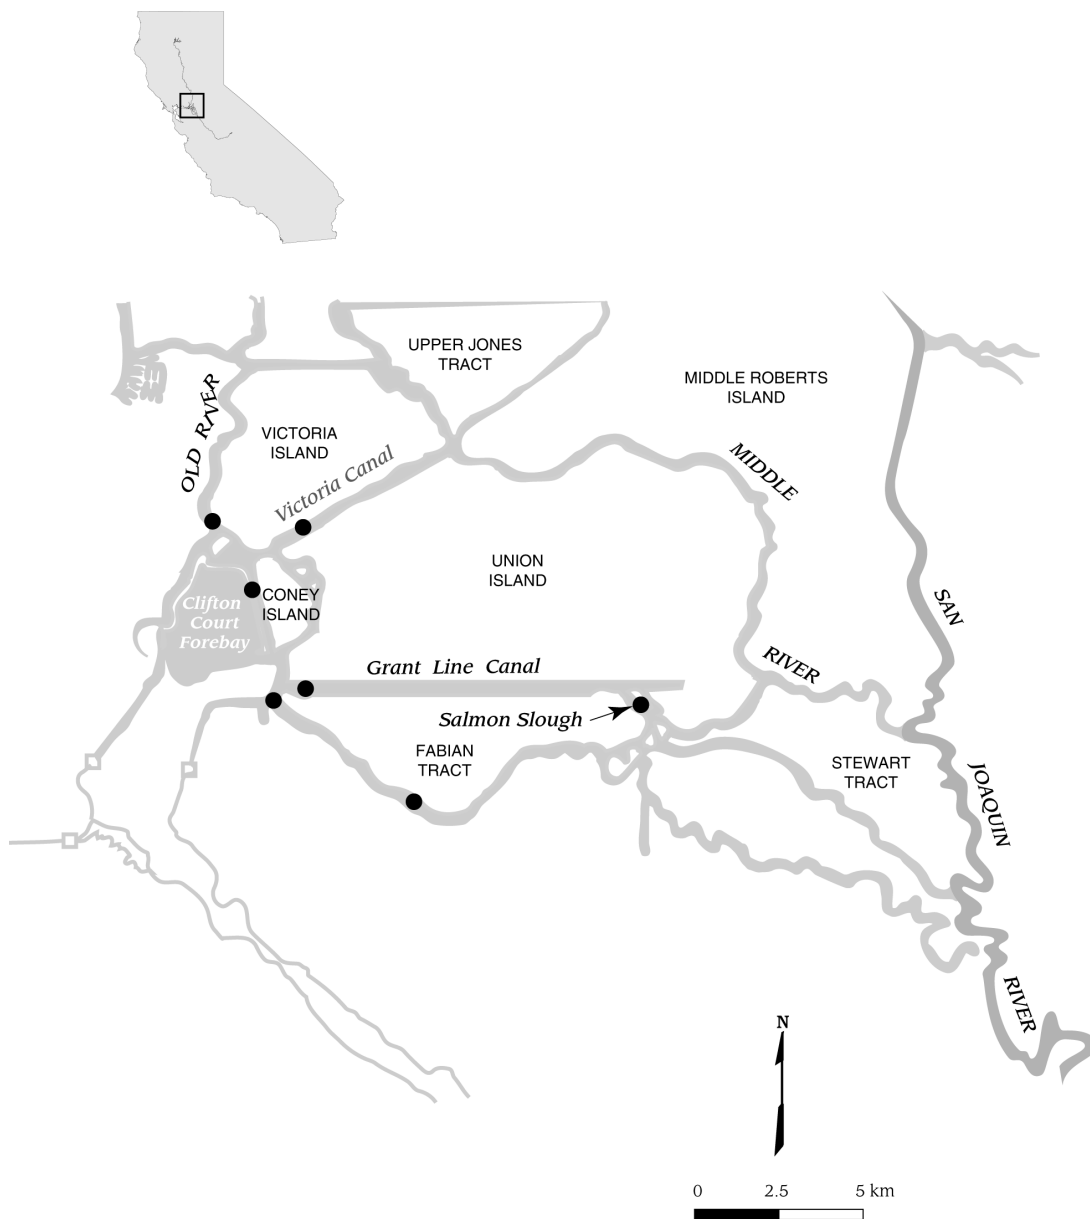 UPPER JONES
TRACT
MIDDLE ROBERTS
ISLAND
OLD RIVER
VICTORIA
ISLAND
Victoria Canal
MIDDLE
UNION
ISLAND
CONEY
ISLAND
Clifton
Court
Forebay
SAN
RIVER
Grant Line Canal
Salmon Slough
FABIAN
TRACT
STEWART
TRACT
JOAQUIN
RIVER
N
0 2.5 5 km